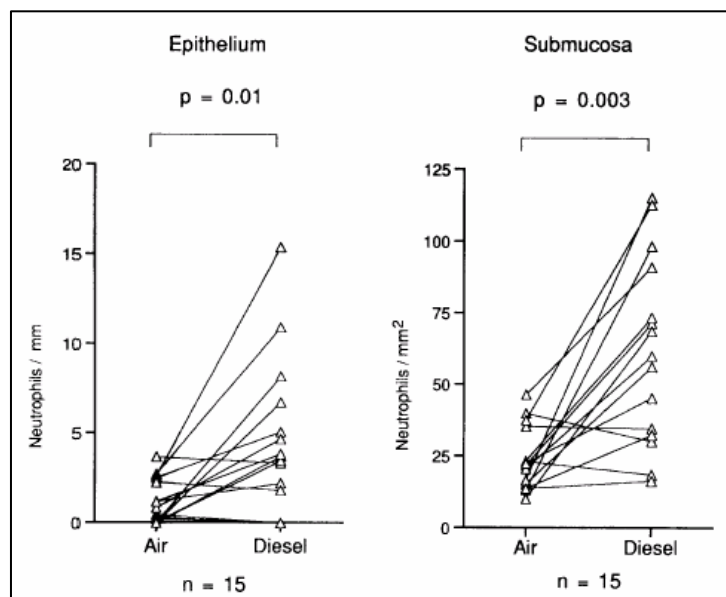 Epithelium
p = 0.01
20
15
10
5
0
Neutrophils / mm
Air Diesel
n = 15
Submucosa
p = 0.003
125
100
75
50
25
0
Neutrophils / mm²
Air Diesel
n = 15